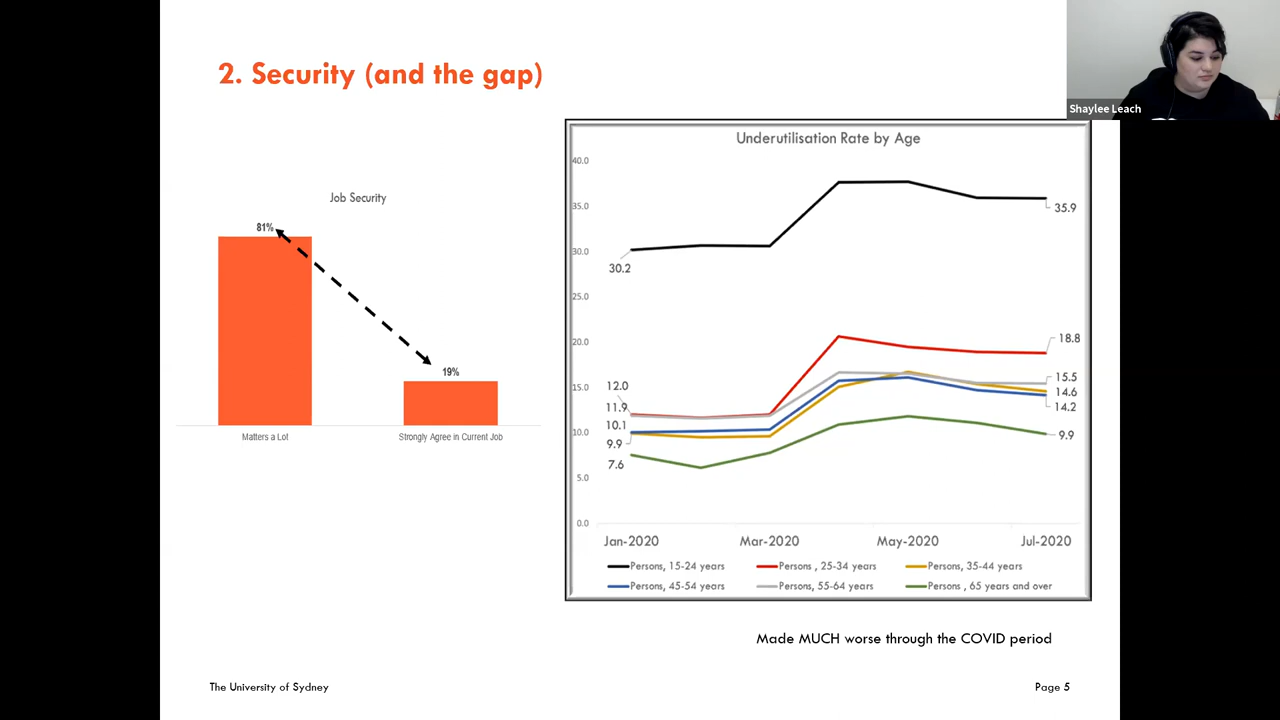 2. Security (and the gap)
Shaylee Leach
Job Security
81%
19%
Matters a Lot
Strongly Agree in Current Job
Underutilisation Rate by Age
40.0
35.0
30.0
25.0
20.0
15.0
10.0
5.0
0.0
30.2
12.0
11.9
10.1
9.9
7.6
35.9
18.8
15.5
14.6
14.2
9.9
Jan-2020 Mar-2020 May-2020 Jul-2020
Persons, 15-24 years Persons , 25-34 years Persons, 35-44 years
Persons, 45-54 years Persons, 55-64 years Persons , 65 years and over
Made MUCH worse through the COVID period
The University of Sydney
Page 5